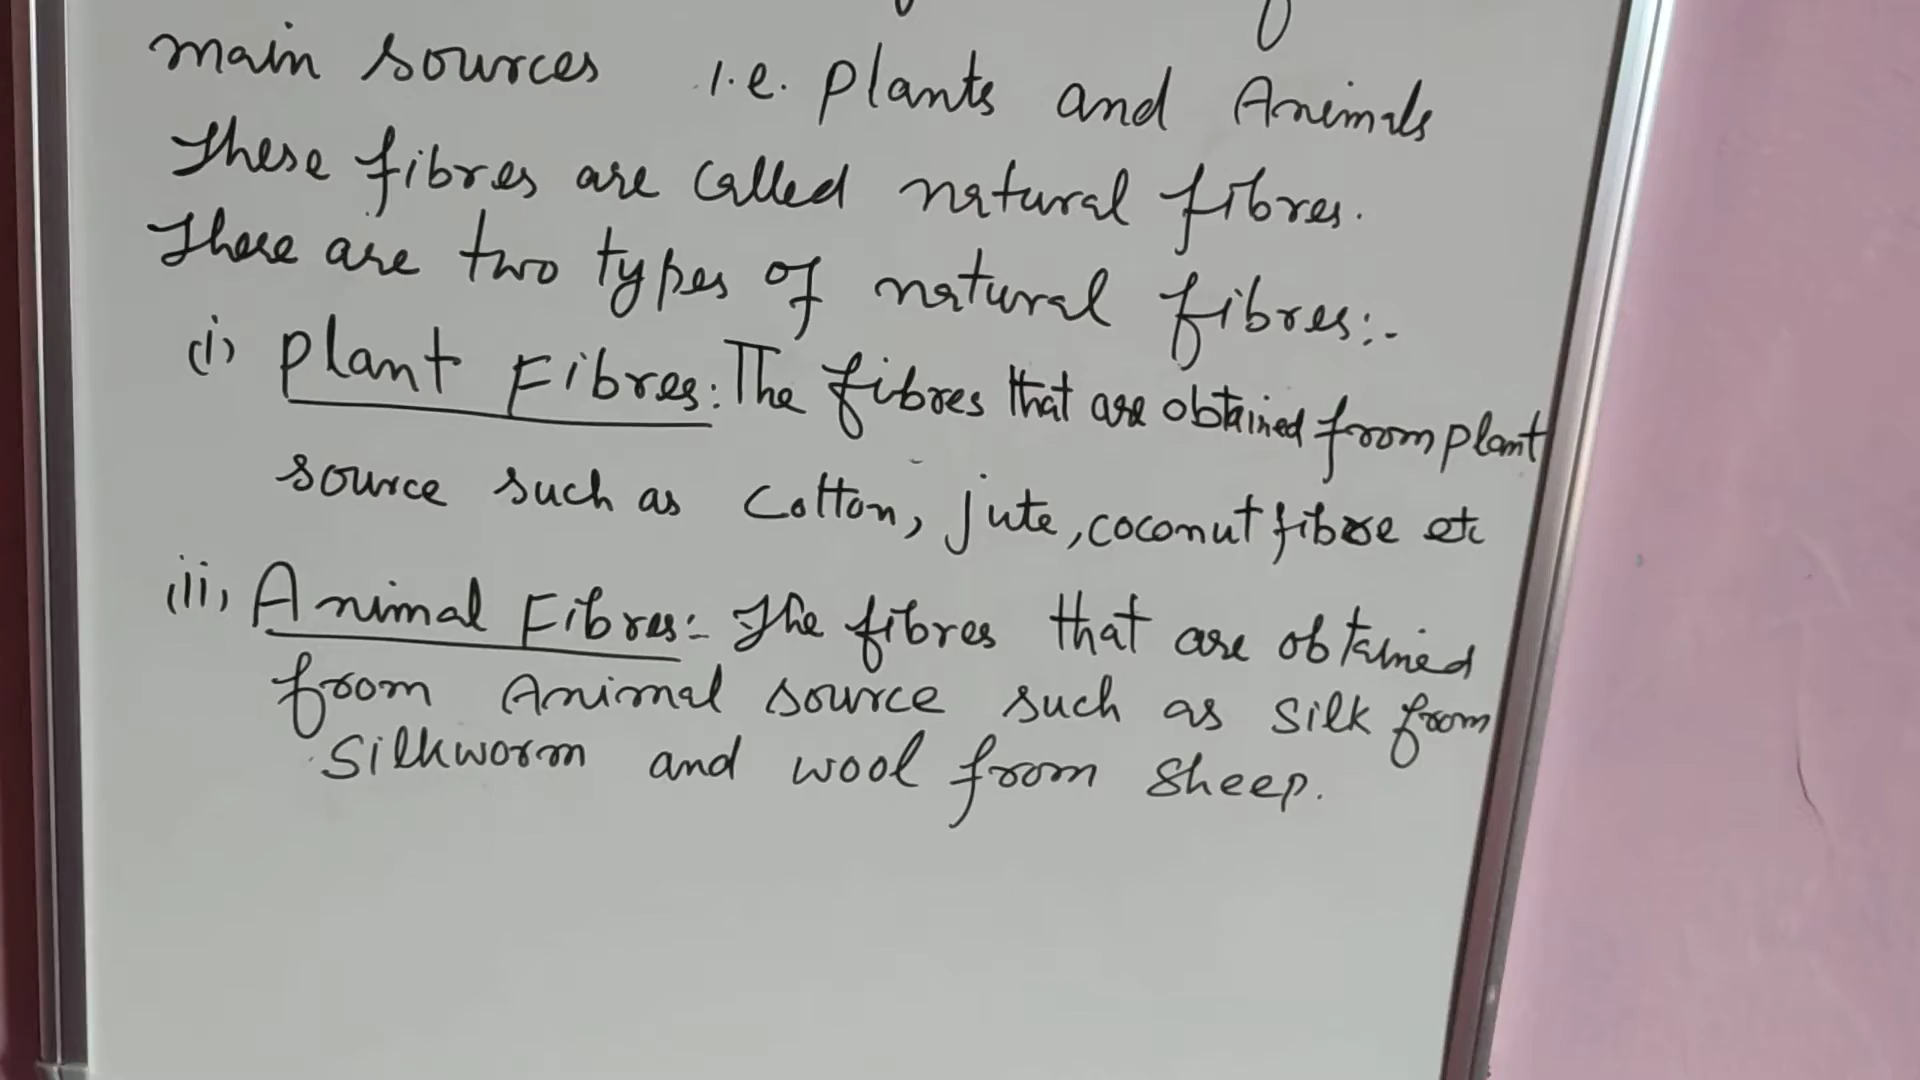 main sources i.e. plants and Animals
These fibres are called natural fibres.
There are two types of natural fibres:-
(i) Plant Fibres: The fibres that are obtained from plant
source such as Cotton, jute, coconut fibre etc
(ii) Animal Fibres:- The fibres that are obtained
from Animal source such as silk from
silkworm and wool from sheep.